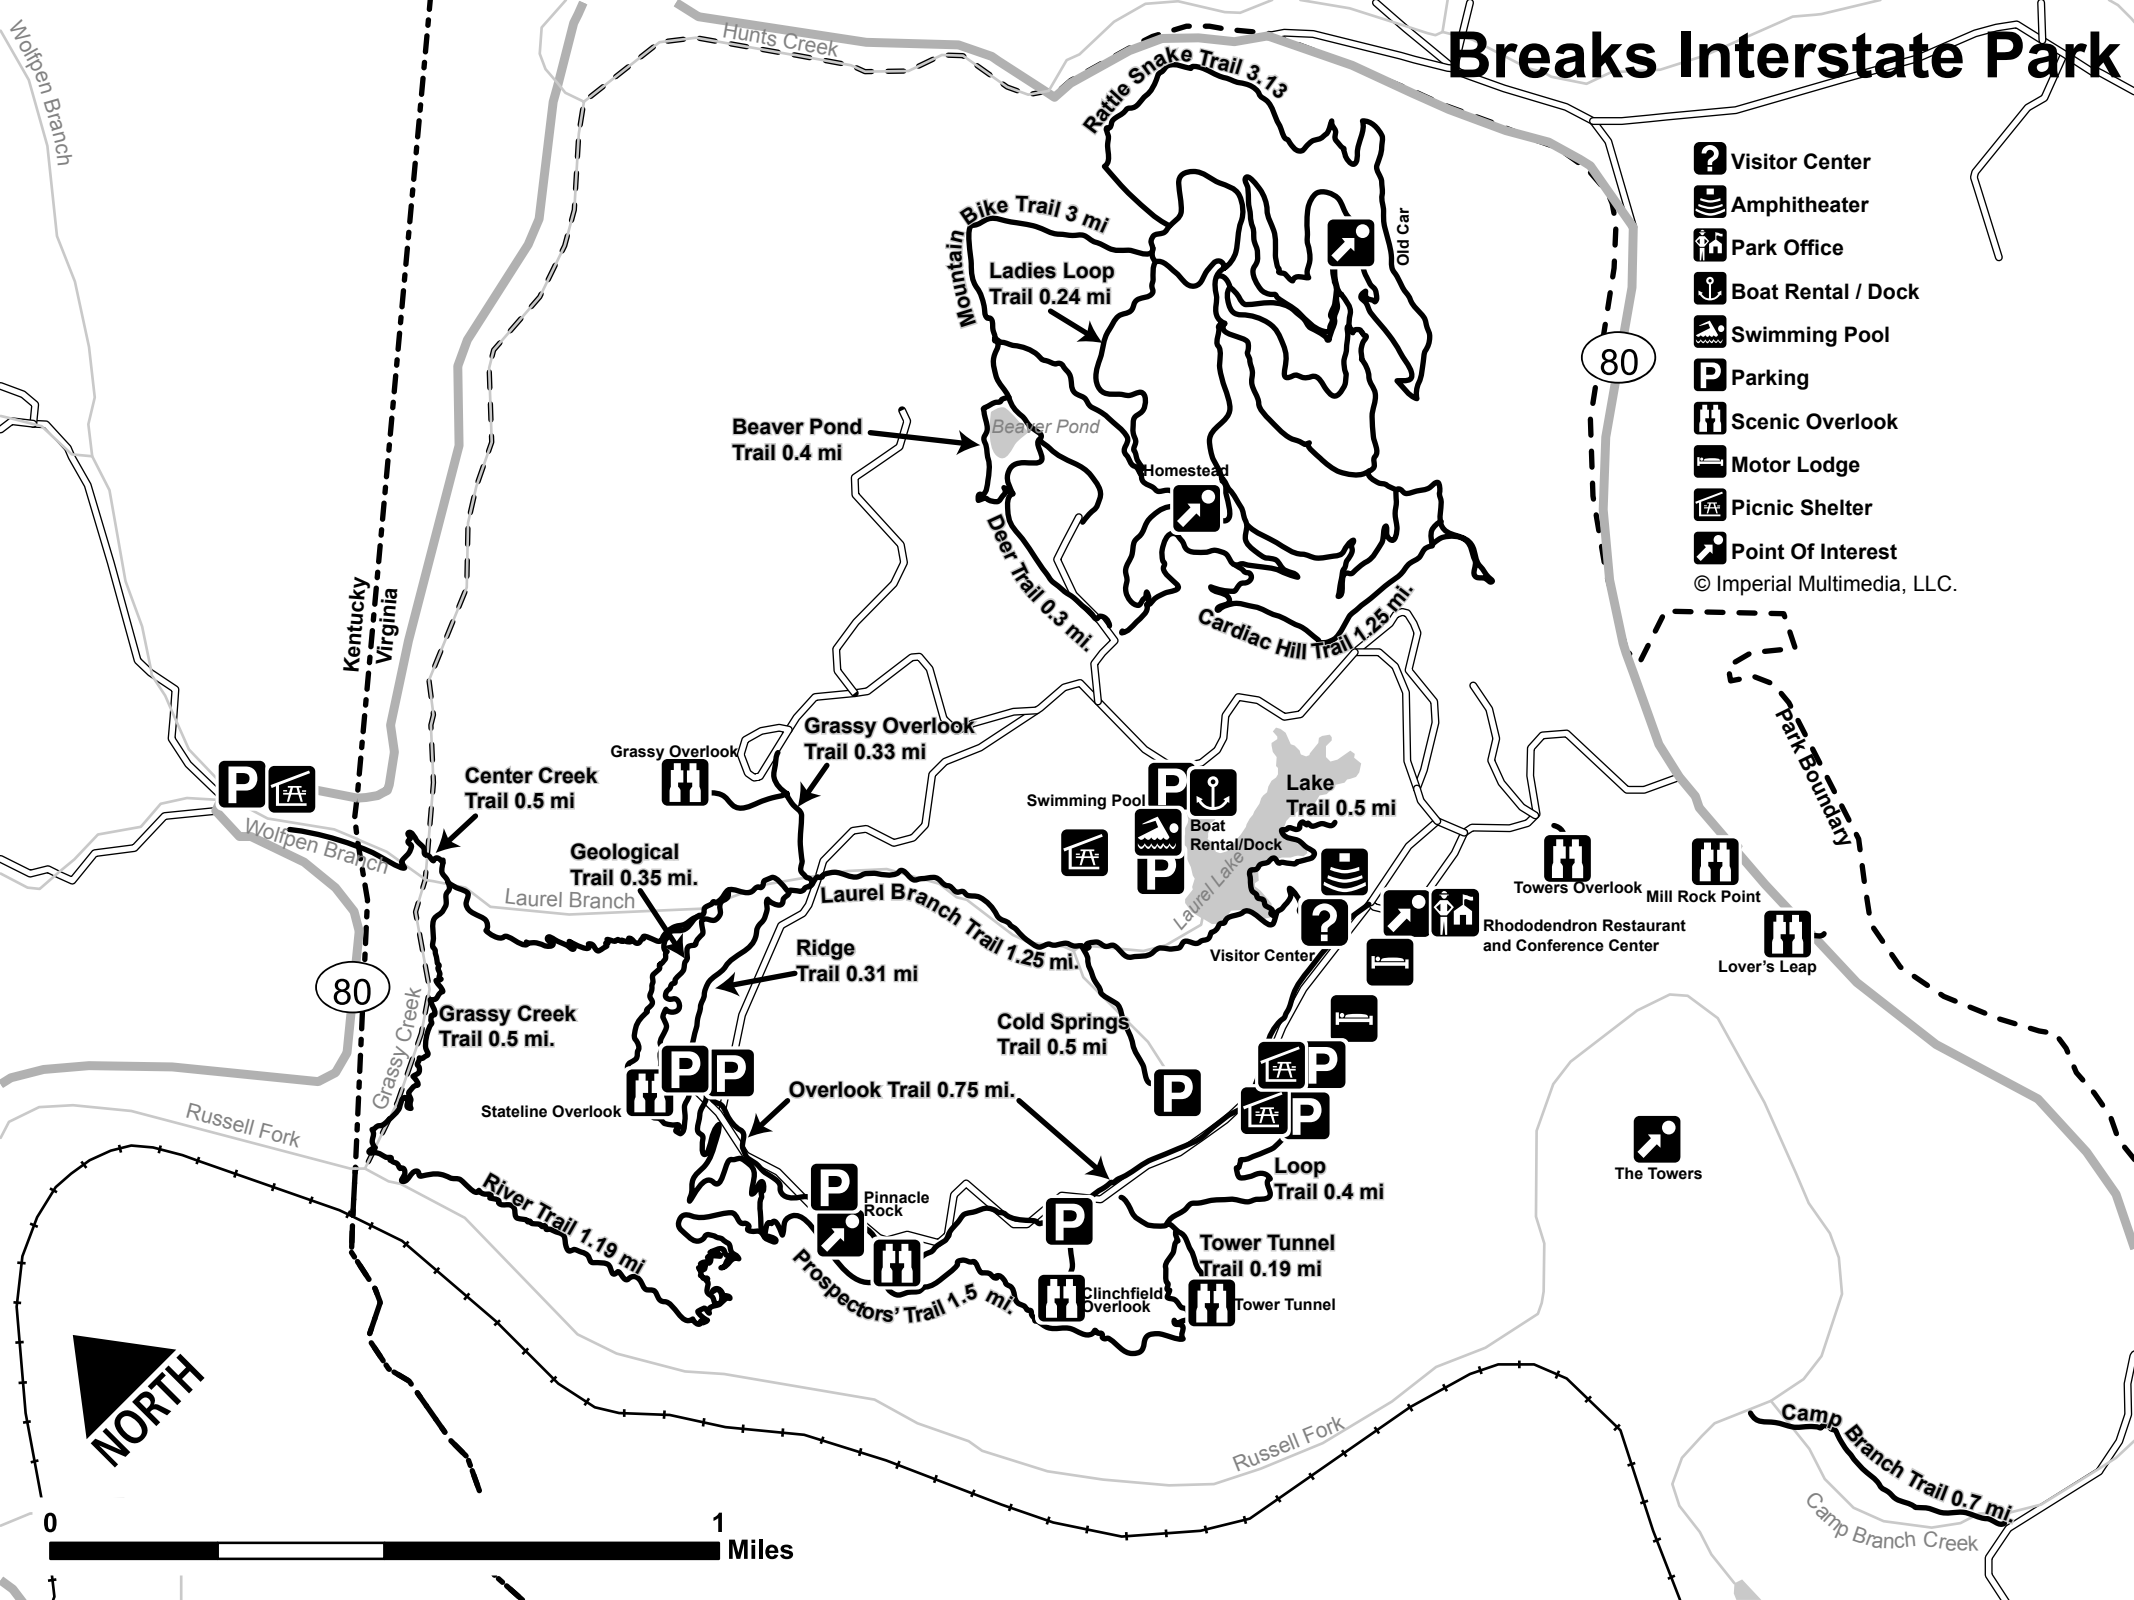 Breaks Interstate Park
Wolfpen Branch
Hunts Creek
Rattle Snake Trail 3.13
Visitor Center
Amphitheater
Park Office
Boat Rental / Dock
Swimming Pool
Parking
Scenic Overlook
Motor Lodge
Picnic Shelter
Point Of Interest
© Imperial Multimedia, LLC.
Mountain Bike Trail 3 mi
Old Car
Ladies Loop
Trail 0.24 mi
80
Beaver Pond
Trail 0.4 mi
Beaver Pond
Homestead
Deer Trail 0.3 mi.
Cardiac Hill Trail 1.25 mi.
Kentucky
Virginia
Park Boundary
Grassy Overlook
Grassy Overlook
Trail 0.33 mi
Center Creek
Trail 0.5 mi
Swimming Pool
Boat
Rental/Dock
Lake
Trail 0.5 mi
Wolfpen Branch
Geological
Trail 0.35 mi.
Laurel Branch
Laurel Branch Trail 1.25 mi.
Laurel Lake
Towers Overlook
Mill Rock Point
Rhododendron Restaurant
and Conference Center
Visitor Center
Lover's Leap
Ridge
Trail 0.31 mi
80
Grassy Creek
Grassy Creek
Trail 0.5 mi.
Cold Springs
Trail 0.5 mi
Overlook Trail 0.75 mi.
Stateline Overlook
Russell Fork
River Trail 1.19 mi
Pinnacle
Rock
Loop
Trail 0.4 mi
The Towers
Prospectors' Trail 1.5 mi.
Clinchfield
Overlook
Tower Tunnel
Trail 0.19 mi
Tower Tunnel
Russell Fork
Camp Branch Trail 0.7 mi.
Camp Branch Creek
NORTH
0
1
Miles
P
P
P
P
P
P
P
P
P
P
?
?
P